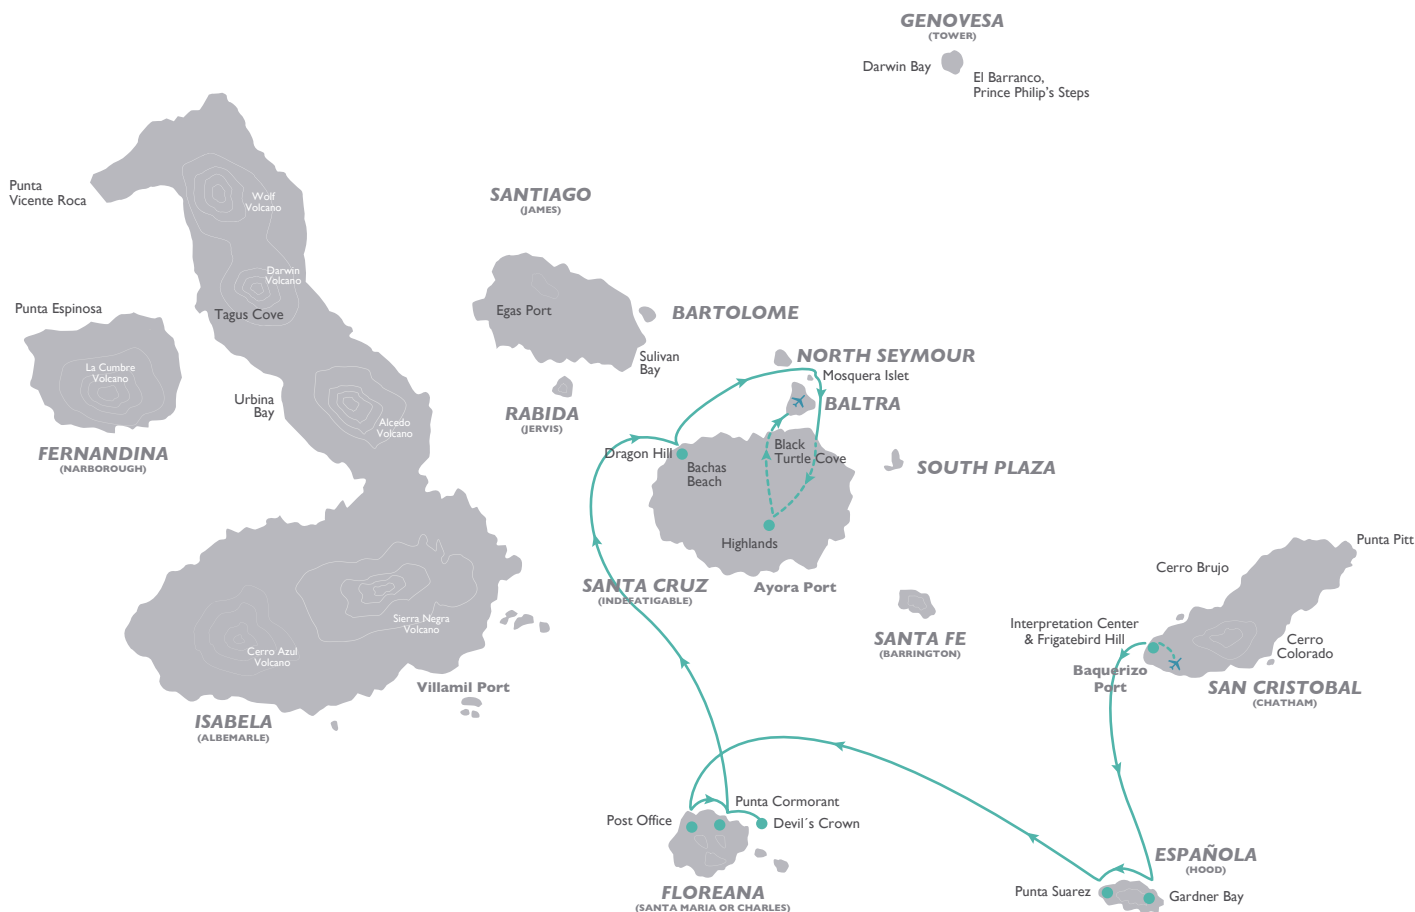 GENOVESA
(TOWER)
Darwin Bay
El Barranco,
Prince Philip's Steps
Punta
Vicente Roca
Wolf
Volcano
SANTIAGO
(JAMES)
Darwin
Volcano
Punta Espinosa
Tagus Cove
Egas Port
BARTOLOME
La Cumbre
Volcano
Sulivan
Bay
NORTH SEYMOUR
Mosquera Islet
Urbina
Bay
RABIDA
(JERVIS)
BALTRA
Alcedo
Volcano
FERNANDINA
(NARBOROUGH)
Dragon Hill
Bachas
Beach
Black
Turtle Cove
SOUTH PLAZA
Highlands
Punta Pitt
Cerro Brujo
SANTA CRUZ
(INDEFATIGABLE)
Ayora Port
Sierra Negra
Volcano
Cerro Azul
Volcano
SANTA FE
(BARRINGTON)
Interpretation Center
& Frigatebird Hill
Cerro
Colorado
Baquerizo
Port
Villamil Port
SAN CRISTOBAL
(CHATHAM)
ISABELA
(ALBEMARLE)
Punta Cormorant
Post Office
Devil´s Crown
ESPAÑOLA
(HOOD)
FLOREANA
(SANTA MARIA OR CHARLES)
Punta Suarez
Gardner Bay